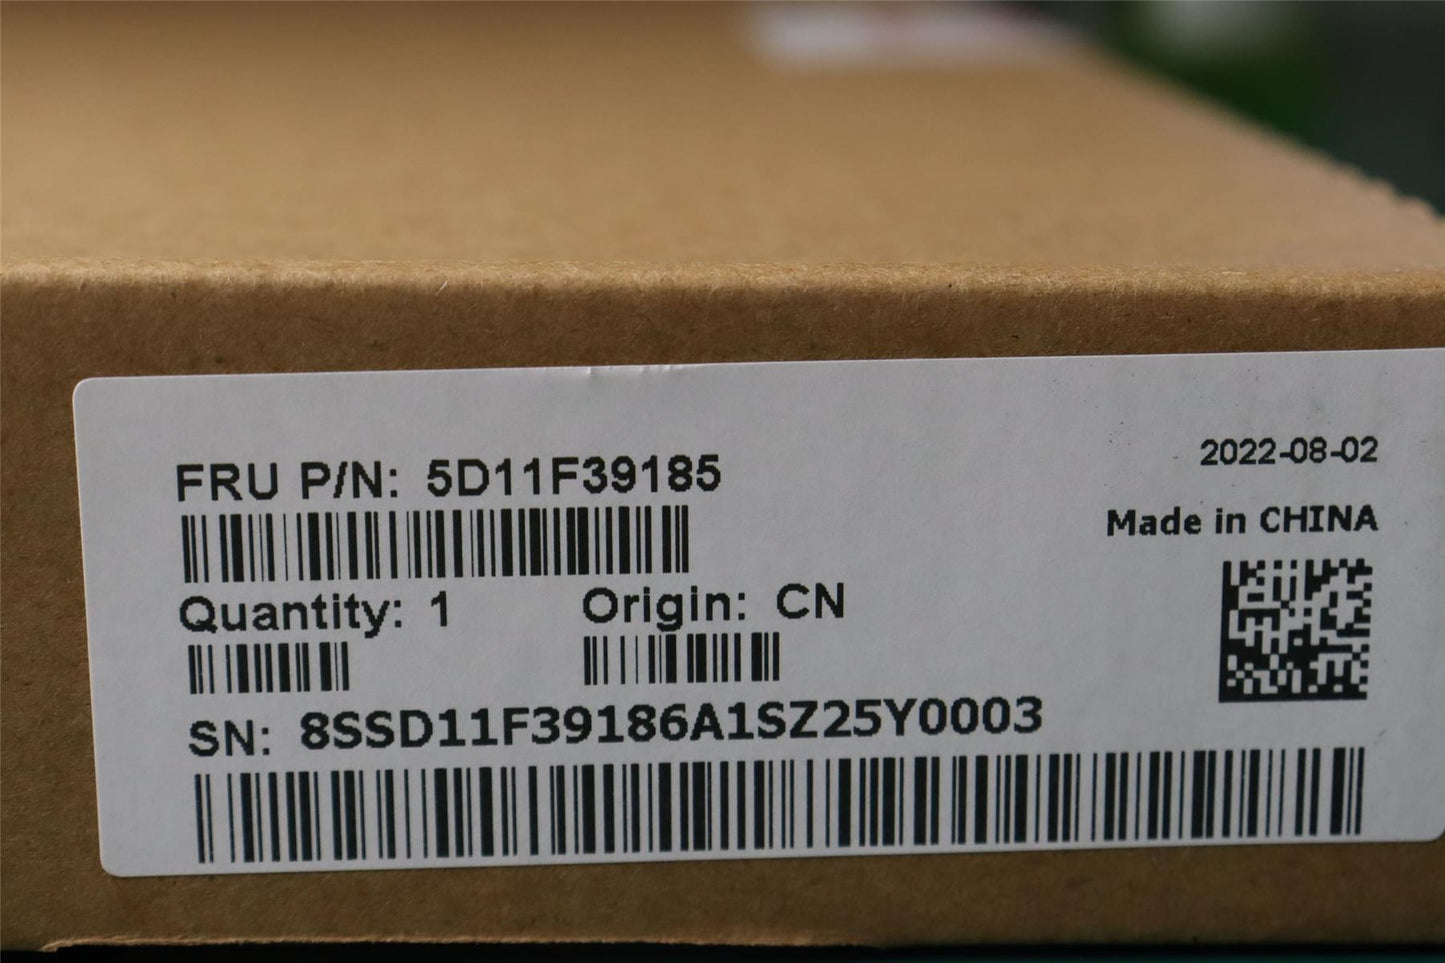 FRU P/N: 5D11F39185
2022-08-02
Made in CHINA
Quantity: 1
Origin: CN
SN: 8SSD11F39186A1SZ25Y0003